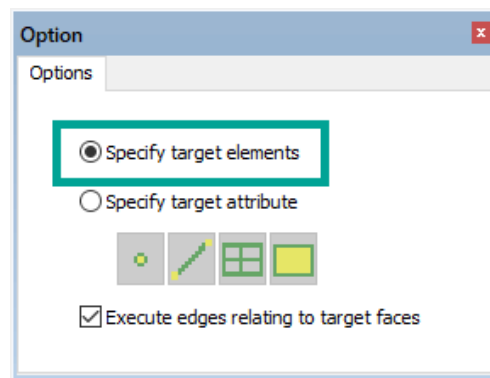 Option
x
Options
Specify target elements
Specify target attribute
Execute edges relating to target faces